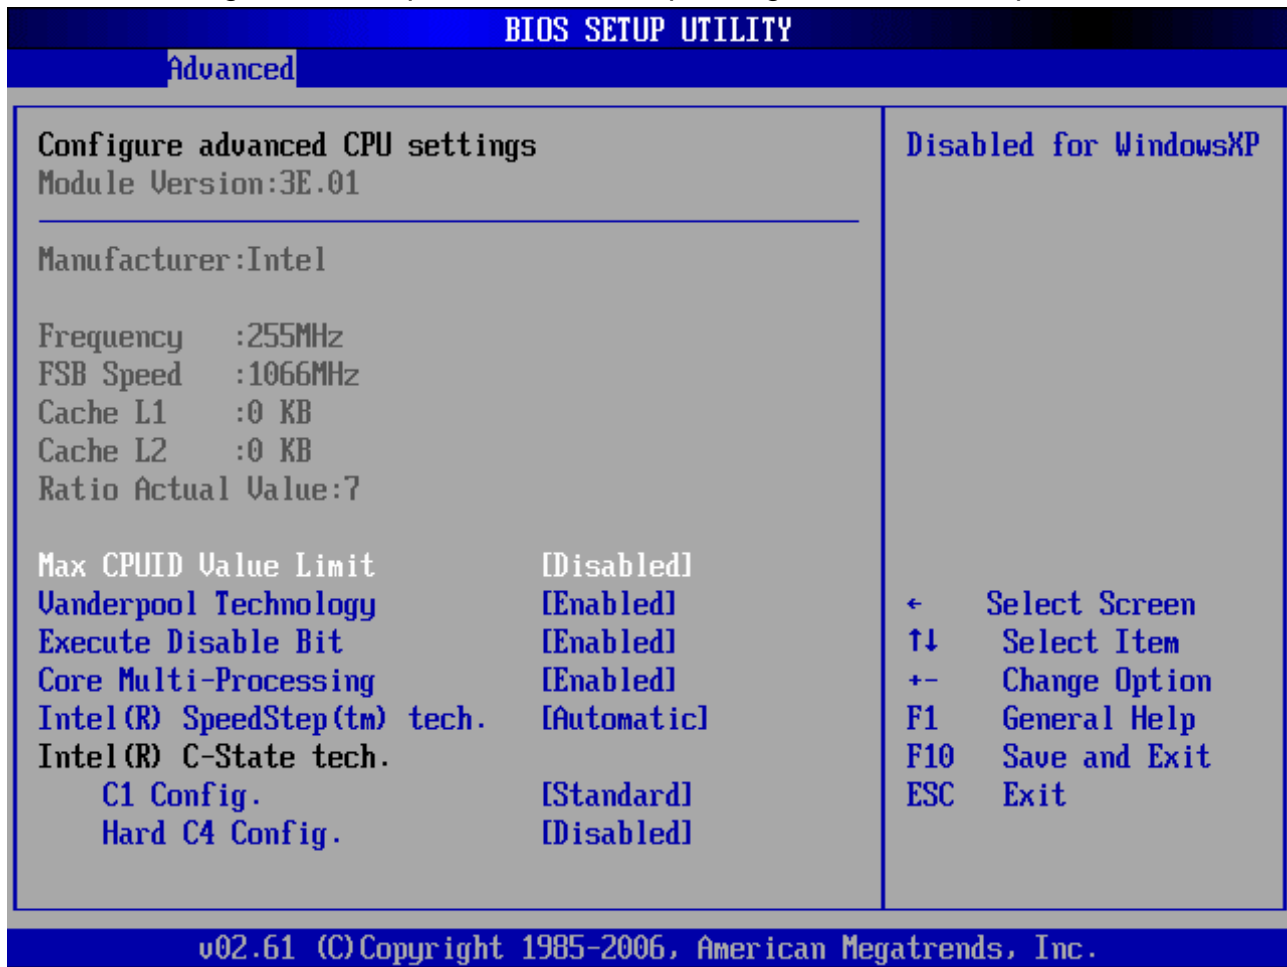 BIOS SETUP UTILITY
Advanced
Configure advanced CPU settings
Module Version:3E.01
Manufacturer:Intel
Frequency :255MHz
FSB Speed :1066MHz
Cache L1 :0 KB
Cache L2 :0 KB
Ratio Actual Value:7
Max CPUID Value Limit [Disabled]
Vanderpool Technology [Enabled]
Execute Disable Bit [Enabled]
Core Multi-Processing [Enabled]
Intel(R) SpeedStep(tm) tech. [Automatic]
Intel(R) C-State tech.
C1 Config. [Standard]
Hard C4 Config. [Disabled]
Disabled for WindowsXP
← Select Screen
↑↓ Select Item
+- Change Option
F1 General Help
F10 Save and Exit
ESC Exit
v02.61 (C)Copyright 1985-2006, American Megatrends, Inc.